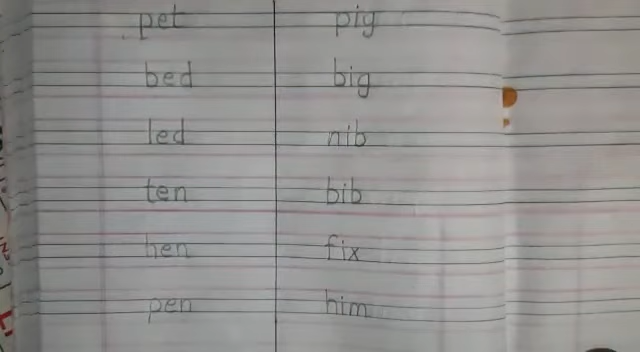 pet pig
bed big
led nib
ten bib
hen fix
pen him